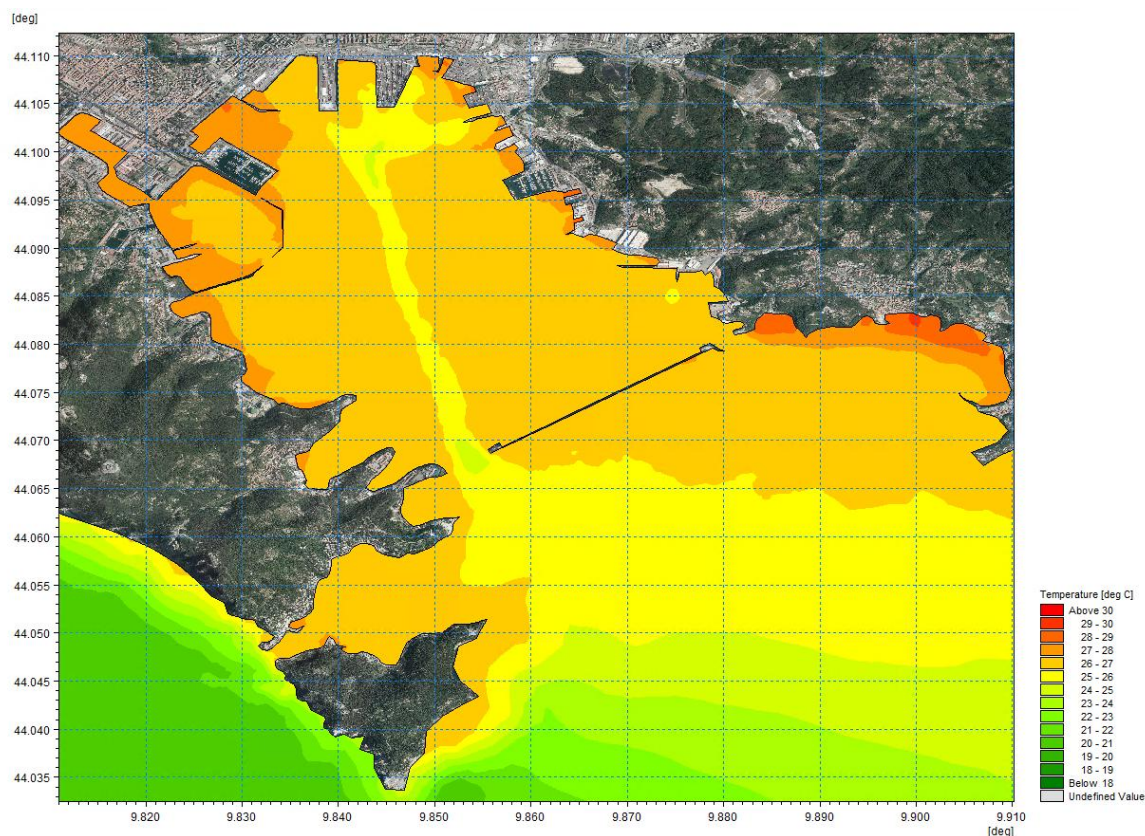 [deg]
44.110
44.105
44.100
44.095
44.090
44.085
44.080
44.075
44.070
44.065
44.060
44.055
44.050
44.045
44.040
44.035
9.820
9.830
9.840
9.850
9.860
9.870
9.880
9.890
9.900
9.910
[deg]
Temperature [deg C]
Above 30
29 - 30
28 - 29
27 - 28
26 - 27
25 - 26
24 - 25
23 - 24
22 - 23
21 - 22
20 - 21
19 - 20
18 - 19
Below 18
Undefined Value